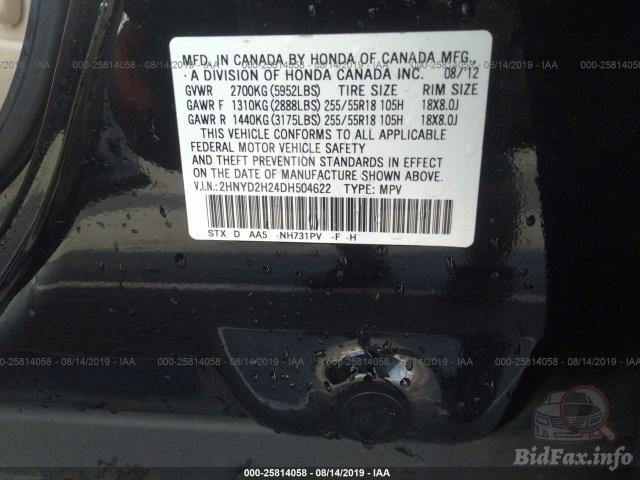 MFD. IN CANADA BY HONDA OF CANADA MFG.,
A DIVISION OF HONDA CANADA INC. 08/'12
GVWR 2700KG(5952LBS) TIRE SIZE RIM SIZE
GAWR F 1310KG(2888LBS) 255/55R18 105H 18X8.0J
GAWR R 1440KG(3175LBS) 255/55R18 105H 18X8.0J
THIS VEHICLE CONFORMS TO ALL APPLICABLE
FEDERAL MOTOR VEHICLE SAFETY
AND THEFT PREVENTION STANDARDS IN EFFECT
ON THE DATE OF MANUFACTURE SHOWN ABOVE.
V.I.N.: 2HNYD2H24DH504622 TYPE: MPV
STX D AA5 -NH731PV -F -H
000-25814058 - 08/14/2019 - IAA
BidFax.info